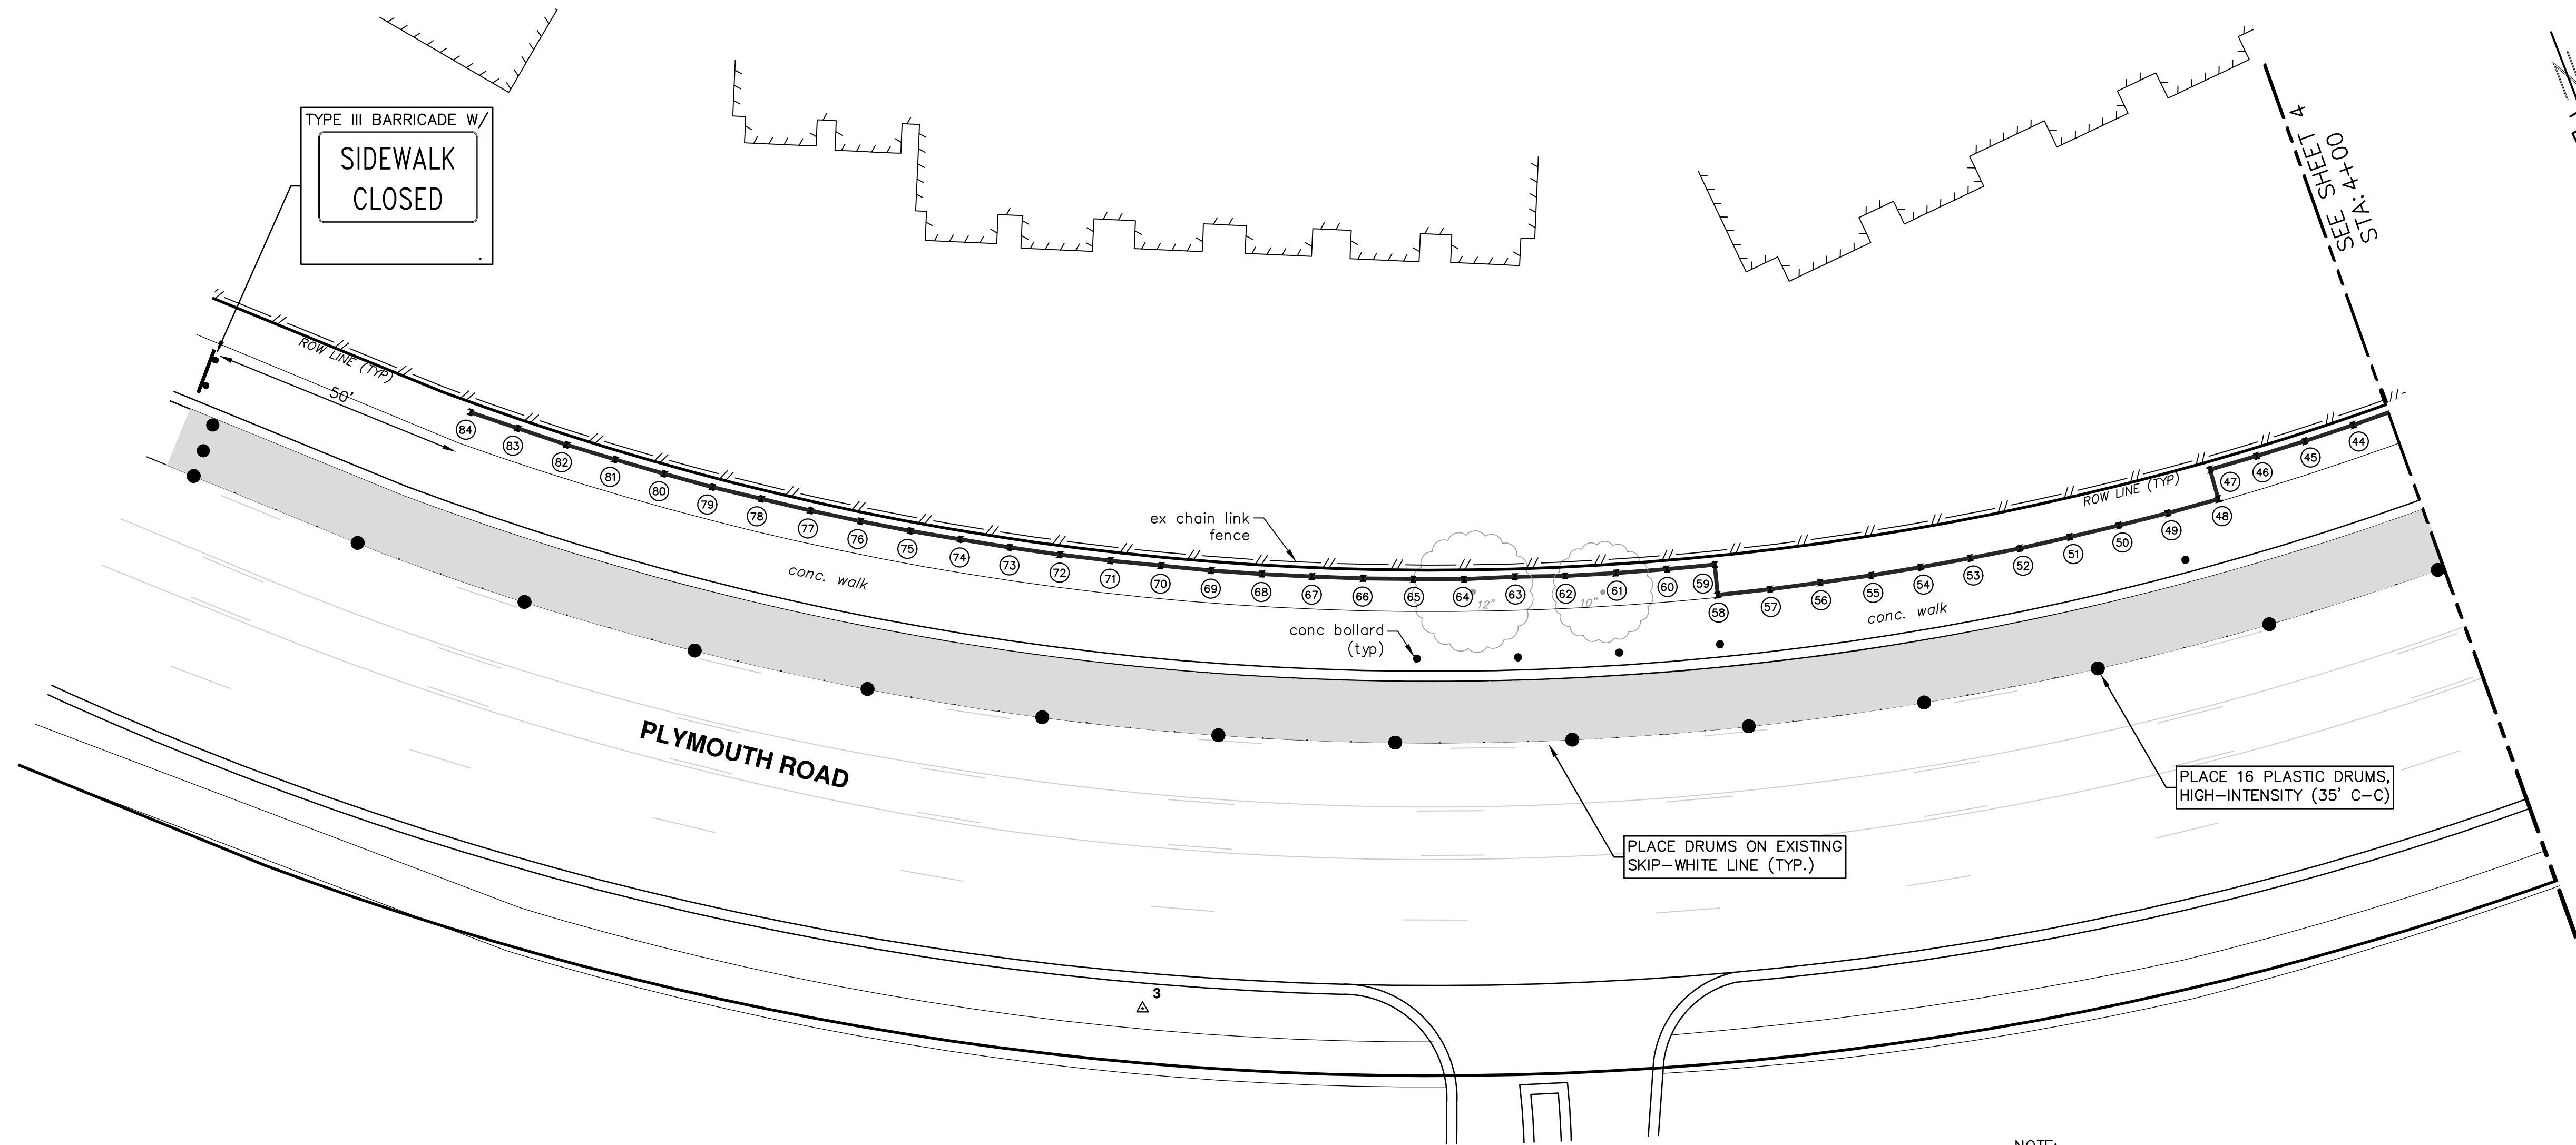 TYPE III BARRICADE W/
SIDEWALK
CLOSED
SEE SHEET 4
STA: 4+00
ROW LINE (TYP)
50'
84
83
82
81
80
79
78
77
76
75
74
73
72
71
70
69
68
67
66
65
64
63
62
61
60
59
58
57
56
55
54
53
52
51
50
49
48
47
46
45
44
ROW LINE (TYP)
ex chain link
fence
conc. walk
12"
10"
conc bollard
(typ)
conc. walk
PLYMOUTH ROAD
PLACE 16 PLASTIC DRUMS,
HIGH-INTENSITY (35' C-C)
PLACE DRUMS ON EXISTING
SKIP-WHITE LINE (TYP.)
3
NOTE: